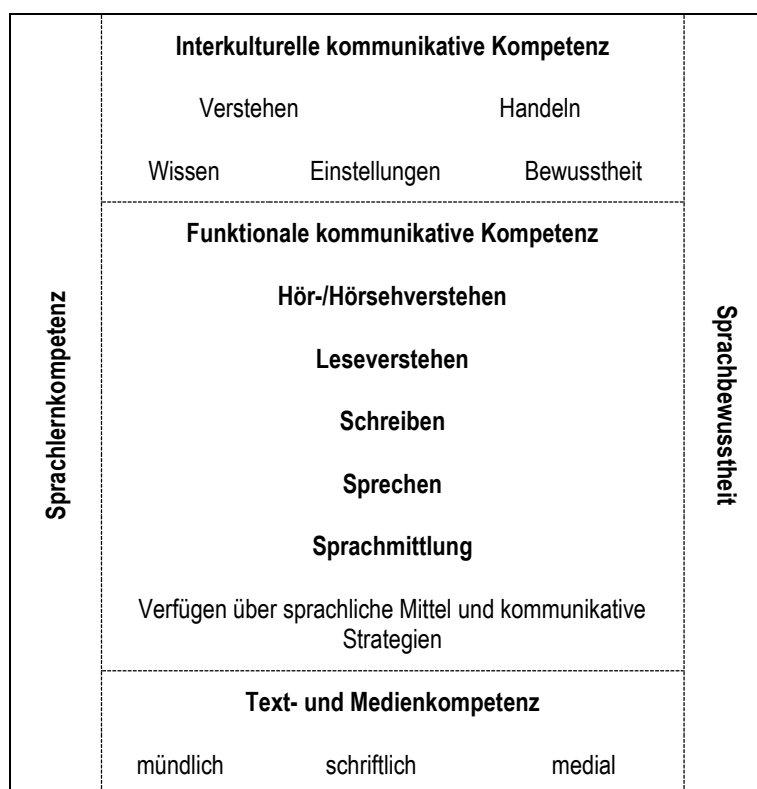 Sprachlernkompetenz
Interkulturelle kommunikative Kompetenz
Verstehen Handeln
Wissen Einstellungen Bewusstheit
Funktionale kommunikative Kompetenz
Hör-/Hörsehverstehen
Leseverstehen
Schreiben
Sprechen
Sprachmittlung
Verfügen über sprachliche Mittel und kommunikative
Strategien
Text- und Medienkompetenz
mündlich schriftlich medial
Sprachbewusstheit